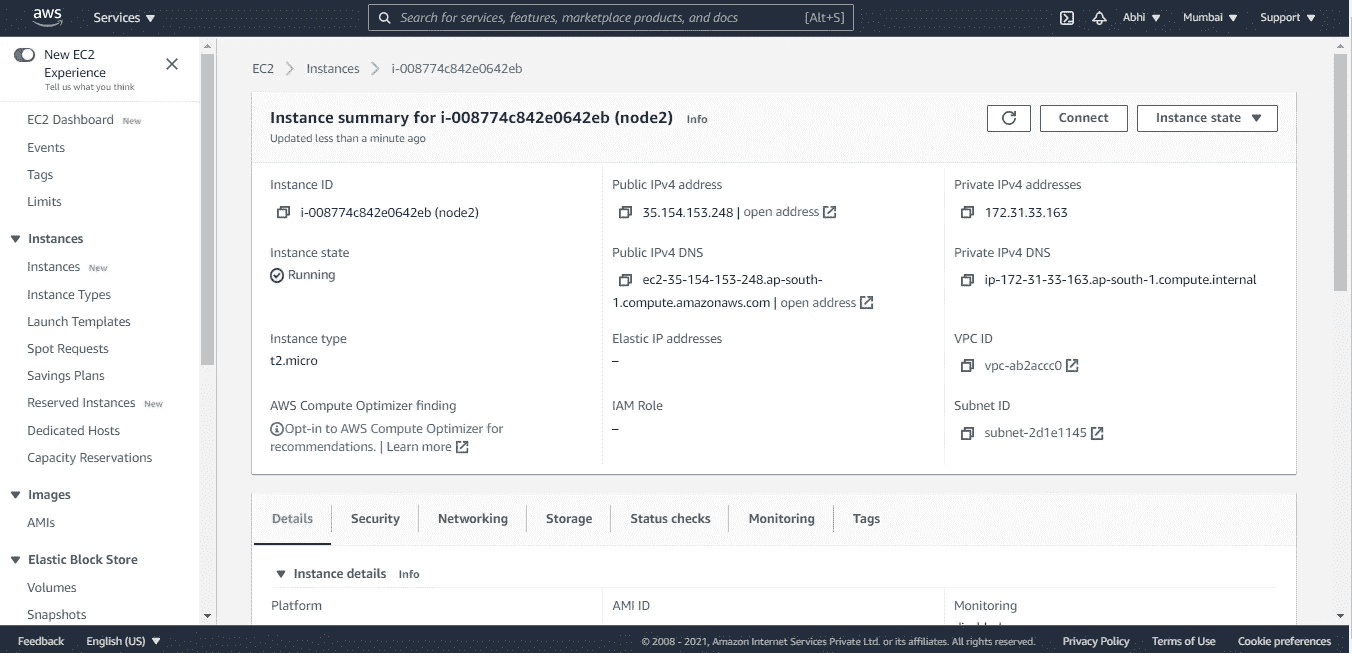 aws
Services
Search for services, features, marketplace products, and docs [Alt+S]
Abhi
Mumbai
Support
New EC2
Experience
Tell us what you think
EC2 Dashboard New
Events
Tags
Limits
Instances
Instances New
Instance Types
Launch Templates
Spot Requests
Savings Plans
Reserved Instances New
Dedicated Hosts
Capacity Reservations
Images
AMIs
Elastic Block Store
Volumes
Snapshots
EC2 Instances i-008774c842e0642eb
Instance summary for i-008774c842e0642eb (node2) Info
Updated less than a minute ago
Connect
Instance state
Instance ID
i-008774c842e0642eb (node2)
Public IPv4 address
35.154.153.248 | open address
Private IPv4 addresses
172.31.33.163
Instance state
Running
Public IPv4 DNS
ec2-35-154-153-248.ap-south-
1.compute.amazonaws.com | open address
Private IPv4 DNS
ip-172-31-33-163.ap-south-1.compute.internal
Instance type
t2.micro
Elastic IP addresses
–
VPC ID
vpc-ab2accc0
AWS Compute Optimizer finding
Opt-in to AWS Compute Optimizer for
recommendations. | Learn more
IAM Role
–
Subnet ID
subnet-2d1e1145
Details
Security
Networking
Storage
Status checks
Monitoring
Tags
Instance details Info
Platform
AMI ID
Monitoring
Feedback
English (US)
© 2008 - 2021, Amazon Internet Services Private Ltd. or its affiliates. All rights reserved.
Privacy Policy
Terms of Use
Cookie preferences